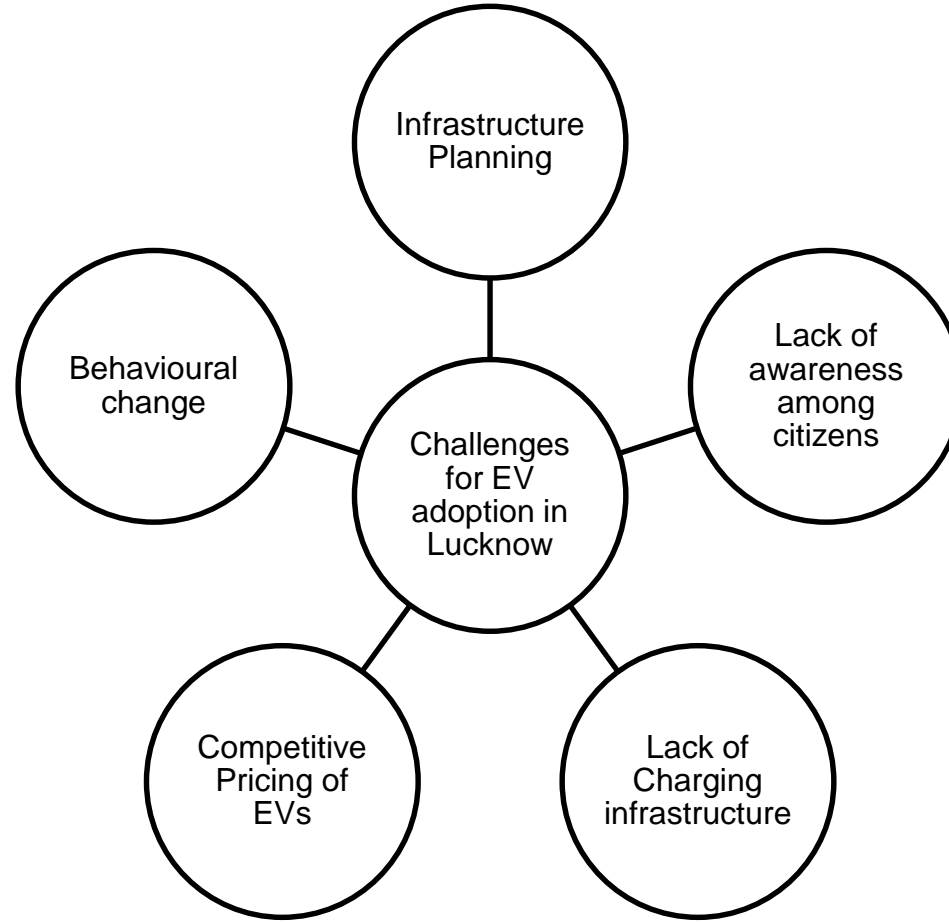 Infrastructure
Planning
Lack of
awareness
among
citizens
Behavioural
change
Challenges
for EV
adoption in
Lucknow
Competitive
Pricing of
EVs
Lack of
Charging
infrastructure